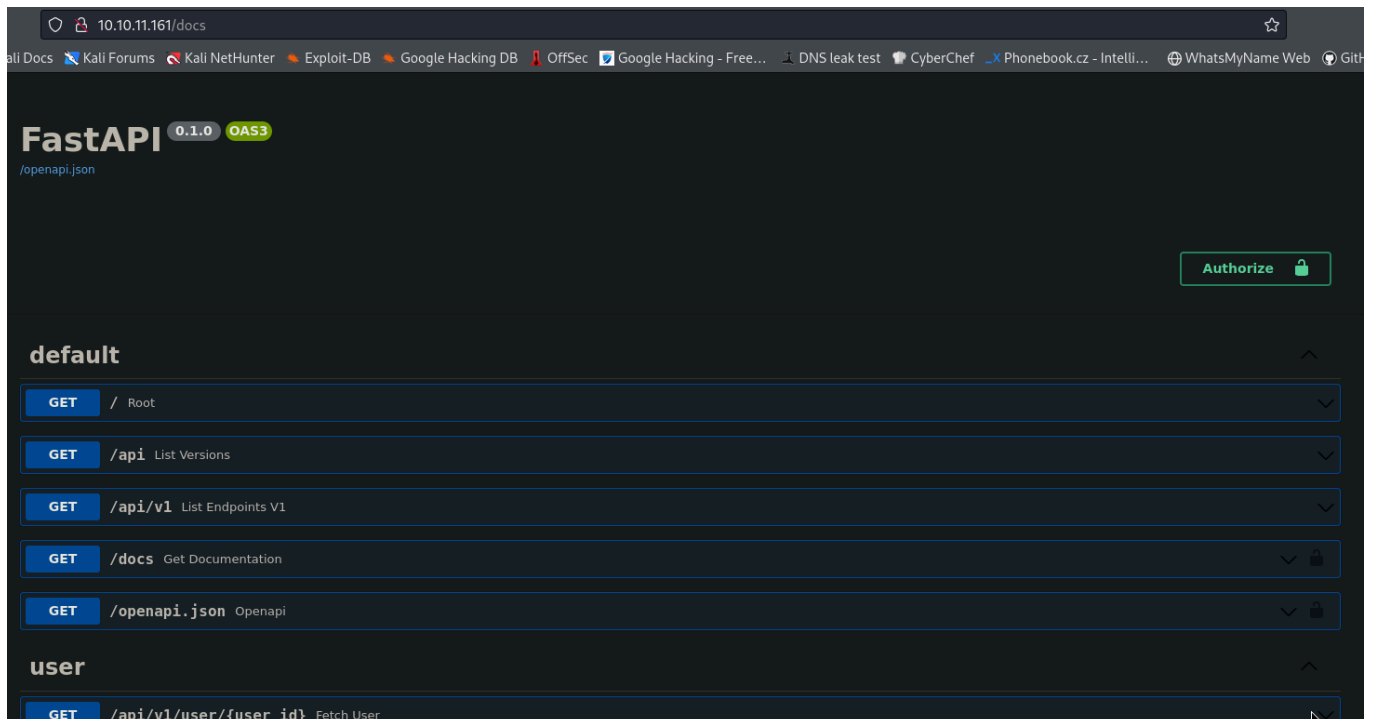 10.10.11.161/docs
ali Docs Kali Forums Kali NetHunter Exploit-DB Google Hacking DB OffSec Google Hacking - Free... DNS leak test CyberChef Phonebook.cz - Intelli... WhatsMyName Web GitH
FastAPI 0.1.0 OAS3
/openapi.json
Authorize
default
GET / Root
GET /api List Versions
GET /api/v1 List Endpoints V1
GET /docs Get Documentation
GET /openapi.json Openapi
user
GET /api/v1/user/{user_id} Fetch User